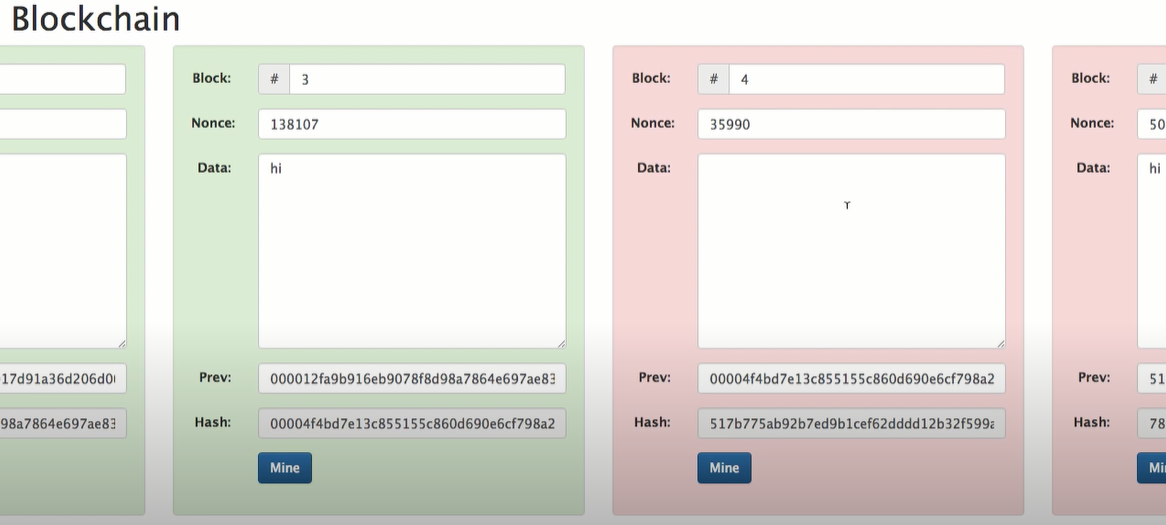 Blockchain
Block: # 3
Nonce: 138107
Data: hi
Prev: 000012fa9b916eb9078f8d98a7864e697ae83
Hash: 00004f4bd7e13c855155c860d690e6cf798a2
Mine
Block: # 4
Nonce: 35990
Data:
Prev: 00004f4bd7e13c855155c860d690e6cf798a2
Hash: 517b775ab92b7ed9b1cef62dddd12b32f599a
Mine
Block: #
Nonce: 50
Data: hi
Prev: 51
Hash: 78
17d91a36d206d0
98a7864e697ae83